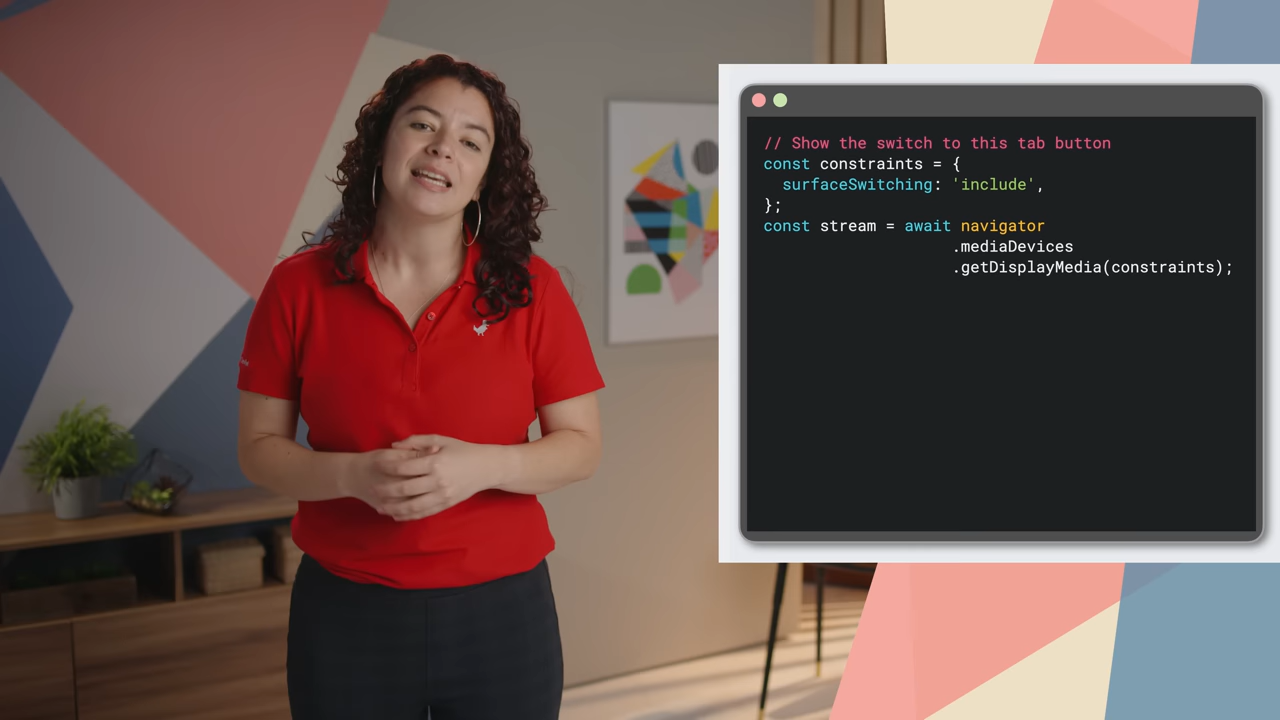 // Show the switch to this tab button
const constraints = {
  surfaceSwitching: 'include',
};
const stream = await navigator
                    .mediaDevices
                    .getDisplayMedia(constraints);